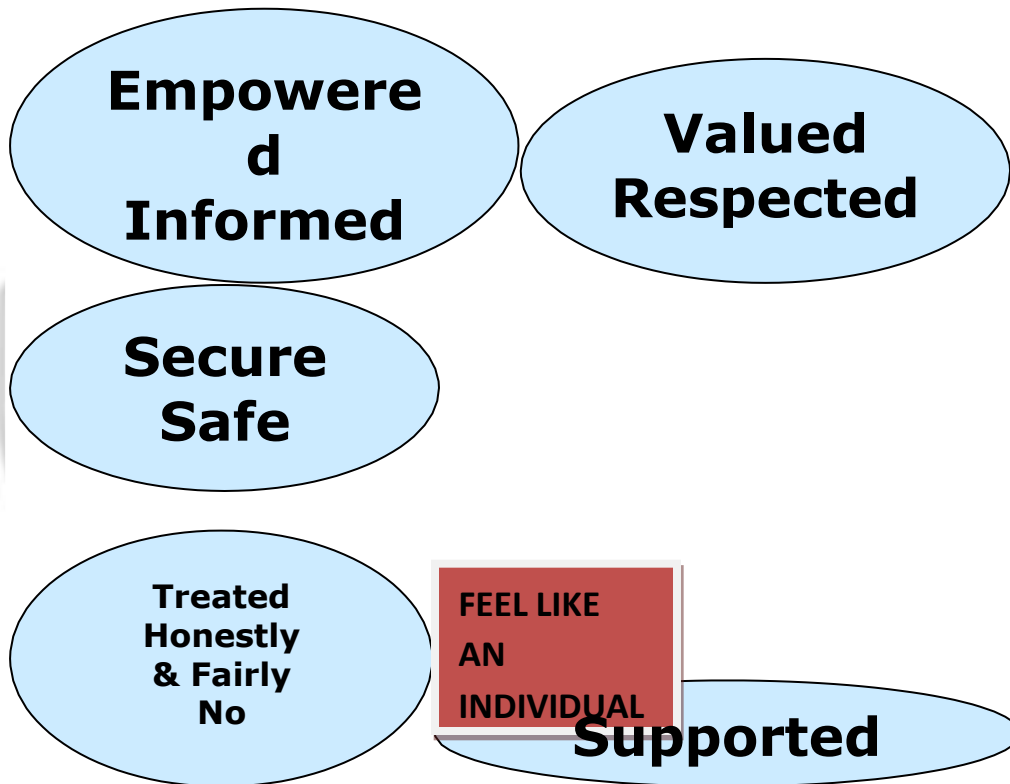 Empowere
d
Informed
Valued
Respected
Secure
Safe
Treated
Honestly
& Fairly
No
FEEL LIKE
AN
INDIVIDUAL
Supported